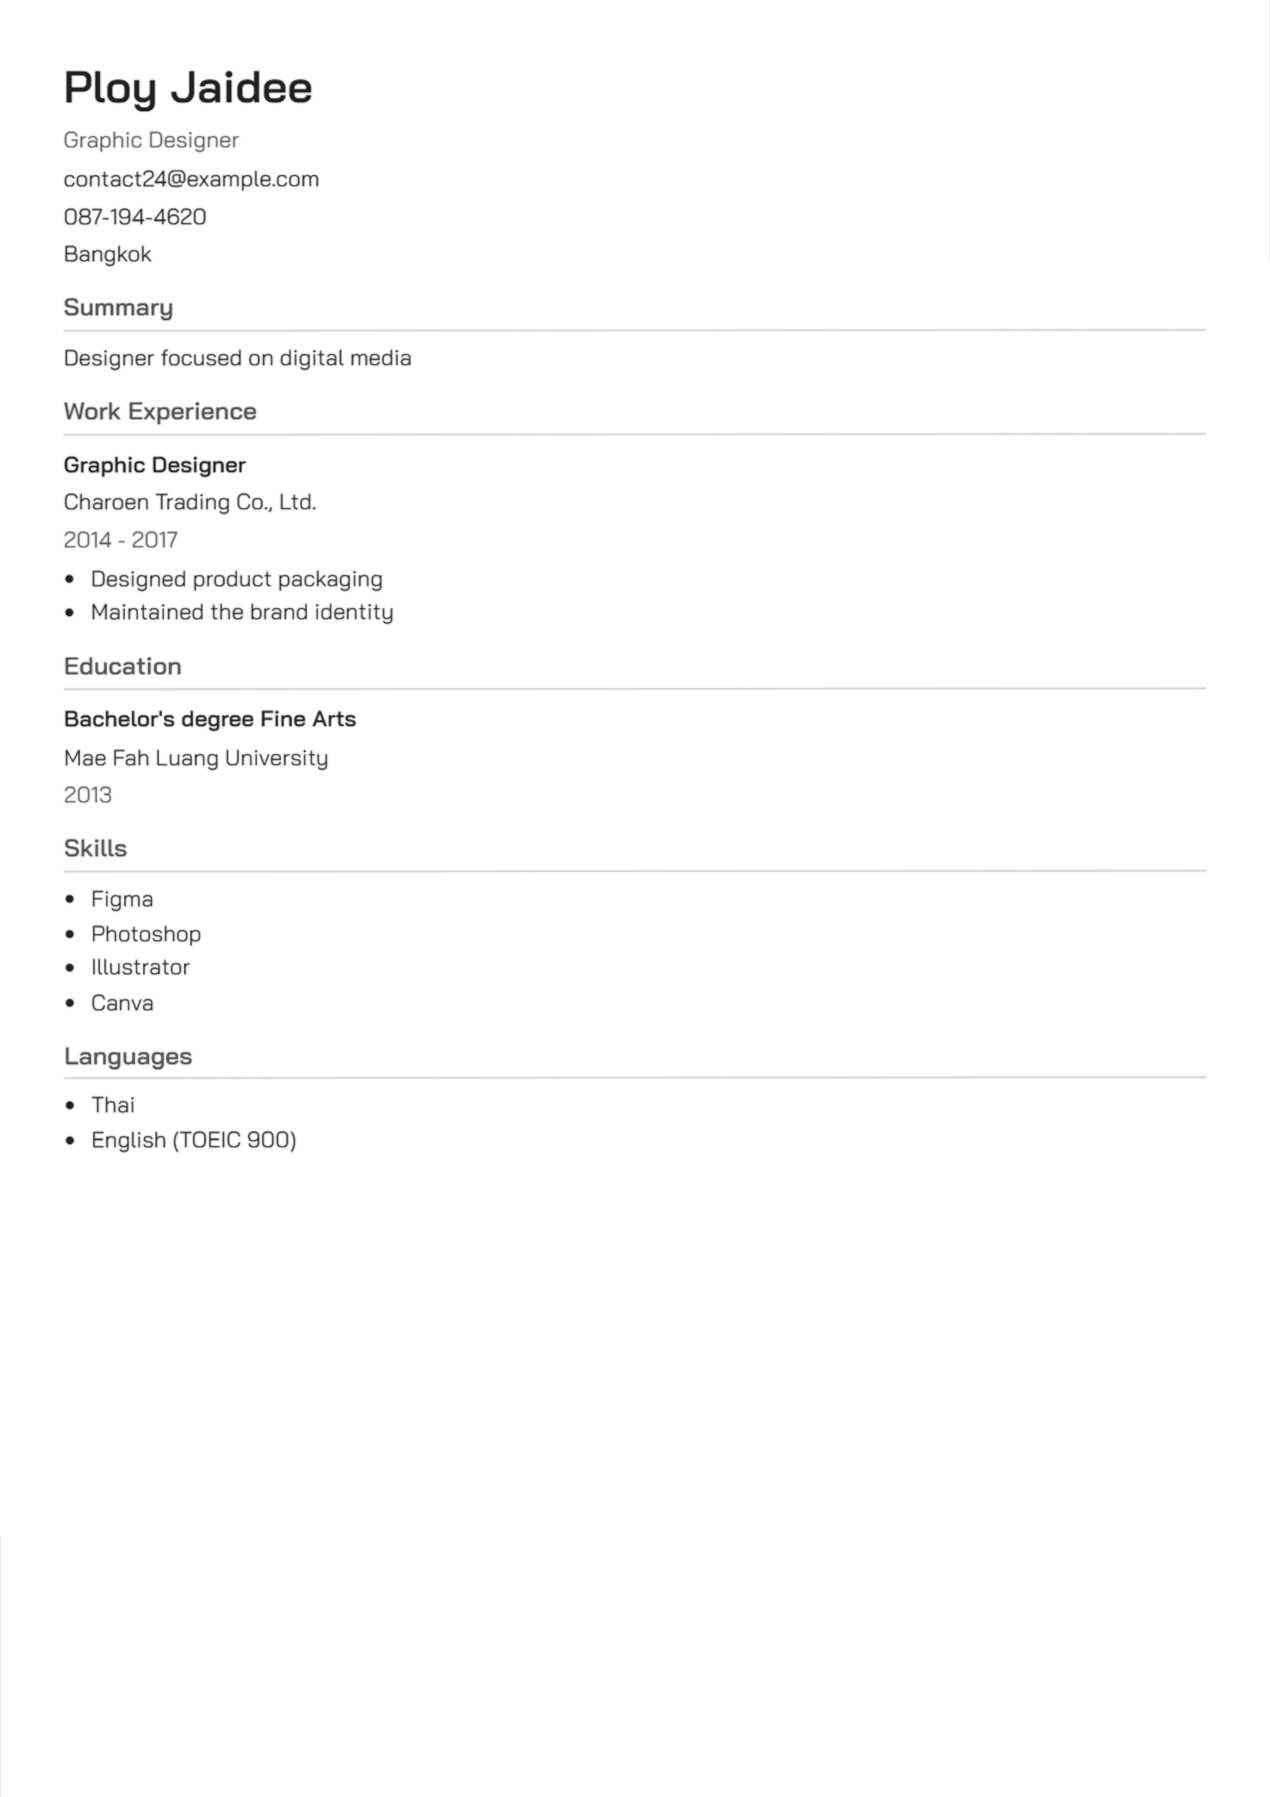 Ploy Jaidee
Graphic Designer
contact24@example.com
087-194-4620
Bangkok
Summary
Designer focused on digital media
Work Experience
Graphic Designer
Charoen Trading Co., Ltd.
2014 - 2017
• Designed product packaging
• Maintained the brand identity
Education
Bachelor's degree Fine Arts
Mae Fah Luang University
2013
Skills
• Figma
• Photoshop
• Illustrator
• Canva
Languages
• Thai
• English (TOEIC 900)